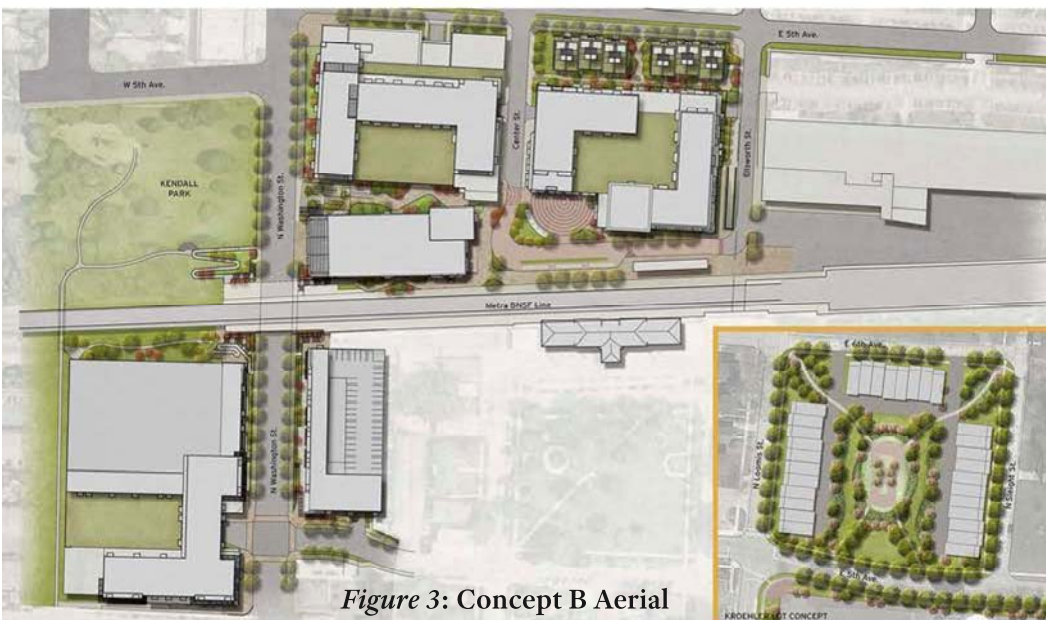 E 5th Ave.
W 5th Ave.
Center St.
Ellsworth St.
KENDALL
PARK
N Washington St.
Metra BNSF Line
E 6th Ave.
N Washington St.
N Loomis St.
N Sleight St.
E 5th Ave.
Figure 3: Concept B Aerial
KROEHLER LOT CONCEPT